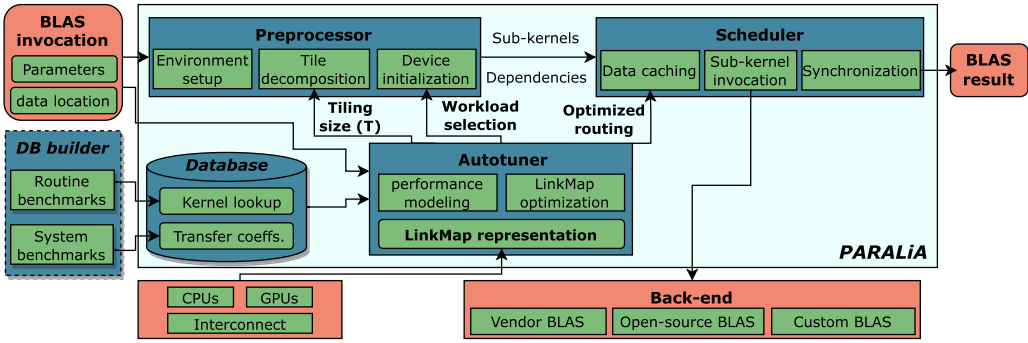 BLAS
invocation
Parameters
data location
Preprocessor
Environment
setup
Tile
decomposition
Device
initialization
Sub-kernels
Dependencies
Scheduler
Data caching
Sub-kernel
invocation
Synchronization
BLAS
result
Tiling
size (T)
Workload
selection
Optimized
routing
DB builder
Routine
benchmarks
System
benchmarks
Database
Kernel lookup
Transfer coeffs.
Autotuner
performance
modeling
LinkMap
optimization
LinkMap representation
PARALiA
CPUs
GPUs
Interconnect
Back-end
Vendor BLAS
Open-source BLAS
Custom BLAS